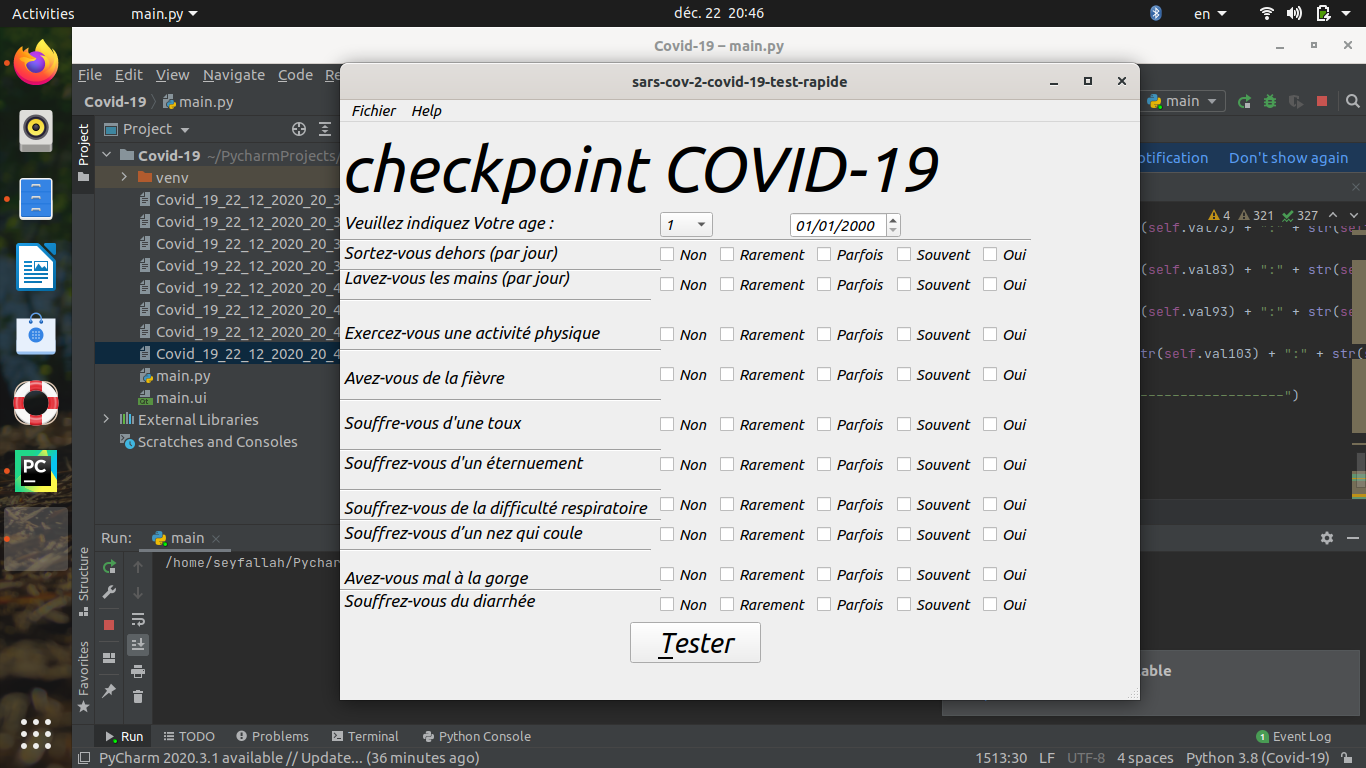 Activities main.py déc. 22 20:46 en
Covid-19 – main.py
File Edit View Navigate Code Re
sars-cov-2-covid-19-test-rapide
Covid-19 main.py
main
Fichier Help
Project
Project
Covid-19 ~/PycharmProjects/
otification Don't show again
venv
Covid_19_22_12_2020_20_3
Covid_19_22_12_2020_20_3
Covid_19_22_12_2020_20_3
Covid_19_22_12_2020_20_3
Covid_19_22_12_2020_20_4
Covid_19_22_12_2020_20_4
Covid_19_22_12_2020_20_4
Covid_19_22_12_2020_20_4
main.py
main.ui
External Libraries
Scratches and Consoles
checkpoint COVID-19
Veuillez indiquez Votre age : 1 01/01/2000
Sortez-vous dehors (par jour) Non Rarement Parfois Souvent Oui
Lavez-vous les mains (par jour) Non Rarement Parfois Souvent Oui
Exercez-vous une activité physique Non Rarement Parfois Souvent Oui
Avez-vous de la fièvre Non Rarement Parfois Souvent Oui
Souffre-vous d'une toux Non Rarement Parfois Souvent Oui
Souffrez-vous d'un éternuement Non Rarement Parfois Souvent Oui
Souffrez-vous de la difficulté respiratoire Non Rarement Parfois Souvent Oui
Souffrez-vous d'un nez qui coule Non Rarement Parfois Souvent Oui
Avez-vous mal à la gorge Non Rarement Parfois Souvent Oui
Souffrez-vous du diarrhée Non Rarement Parfois Souvent Oui
Tester
4 321 327
(self.val73) + ":" + str(se
(self.val83) + ":" + str(se
(self.val93) + ":" + str(se
tr(self.val103) + ":" + str(
------------------")
Run: main
/home/seyfallah/Pychar
Structure
Favorites
able
Run TODO Problems Terminal Python Console 1 Event Log
PyCharm 2020.3.1 available // Update... (36 minutes ago) 1513:30 LF UTF-8 4 spaces Python 3.8 (Covid-19)
PC